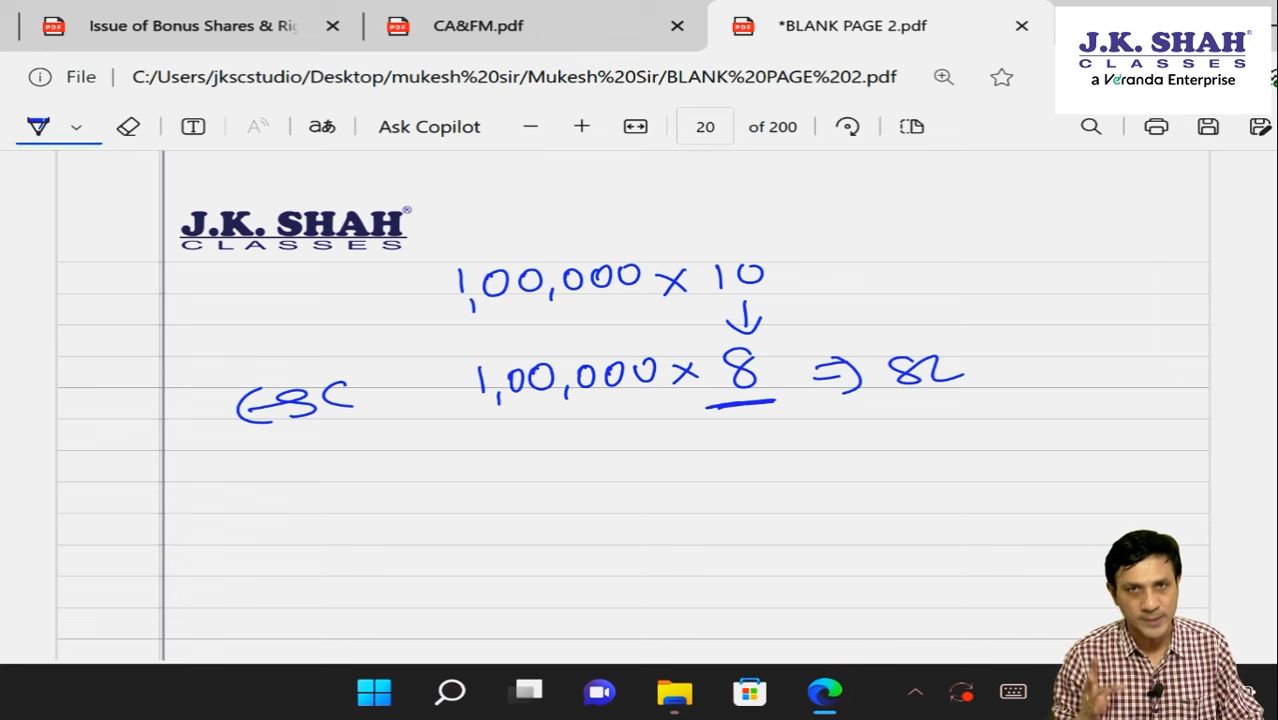 Issue of Bonus Shares & Rig
CA&FM.pdf
*BLANK PAGE 2.pdf
J.K. SHAH®
CLASSES
a Veranda Enterprise
File
C:/Users/jkscstudio/Desktop/mukesh%20sir/Mukesh%20Sir/BLANK%20PAGE%202.pdf
Ask Copilot
20
of 200
J.K. SHAH®
CLASSES
1,00,000 × 10
↓
ESC 1,00,000 × 8 ⇒ 8L